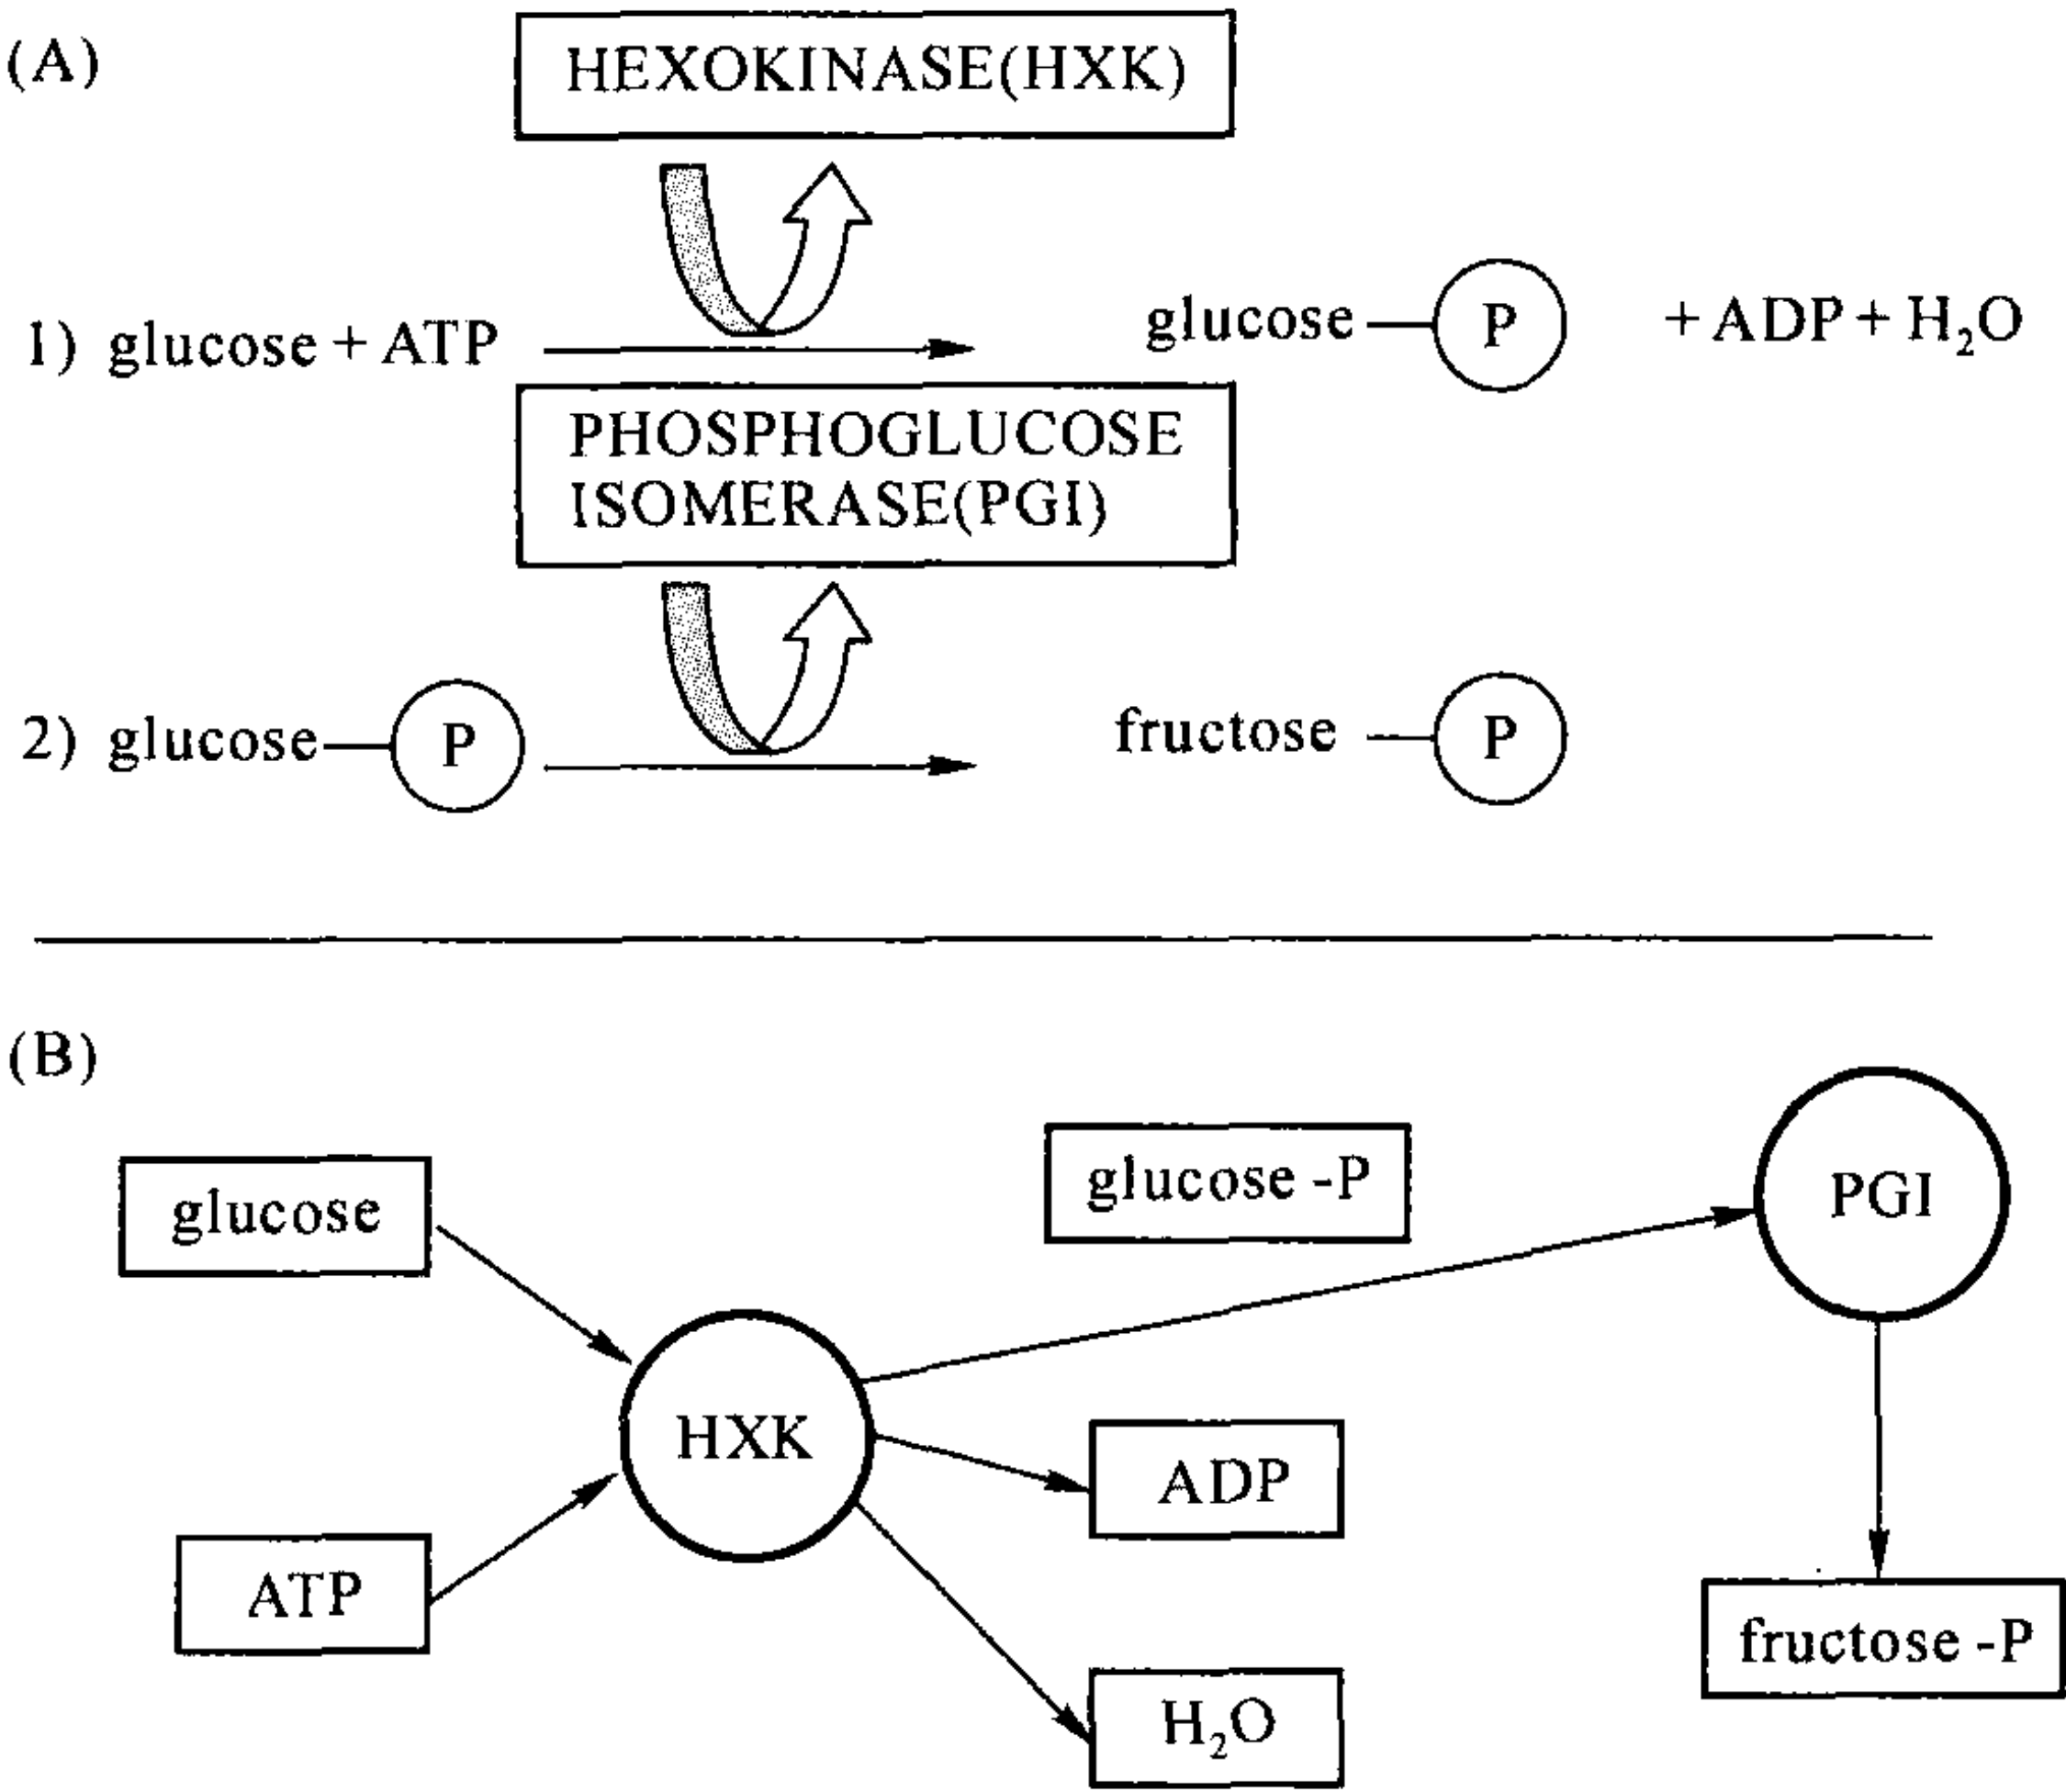 (A)
HEXOKINASE(HXK)
1) glucose + ATP
glucose P + ADP + H₂O
PHOSPHOGLUCOSE
ISOMERASE(PGI)
2) glucose P
fructose P
(B)
glucose
glucose -P
PGI
HXK
ADP
ATP
fructose -P
H₂O